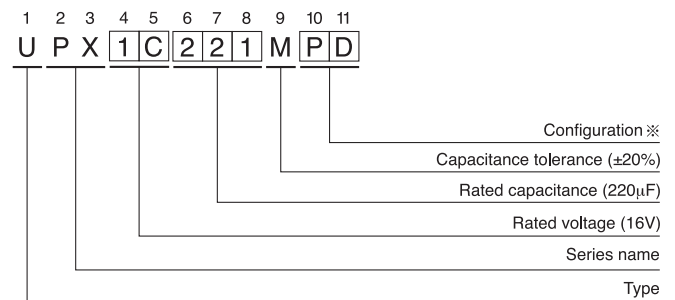 1 2 3 4 5 6 7 8 9 10 11
U P X 1 C 2 2 1 M P D
Configuration ※
Capacitance tolerance (±20%)
Rated capacitance (220μF)
Rated voltage (16V)
Series name
Type